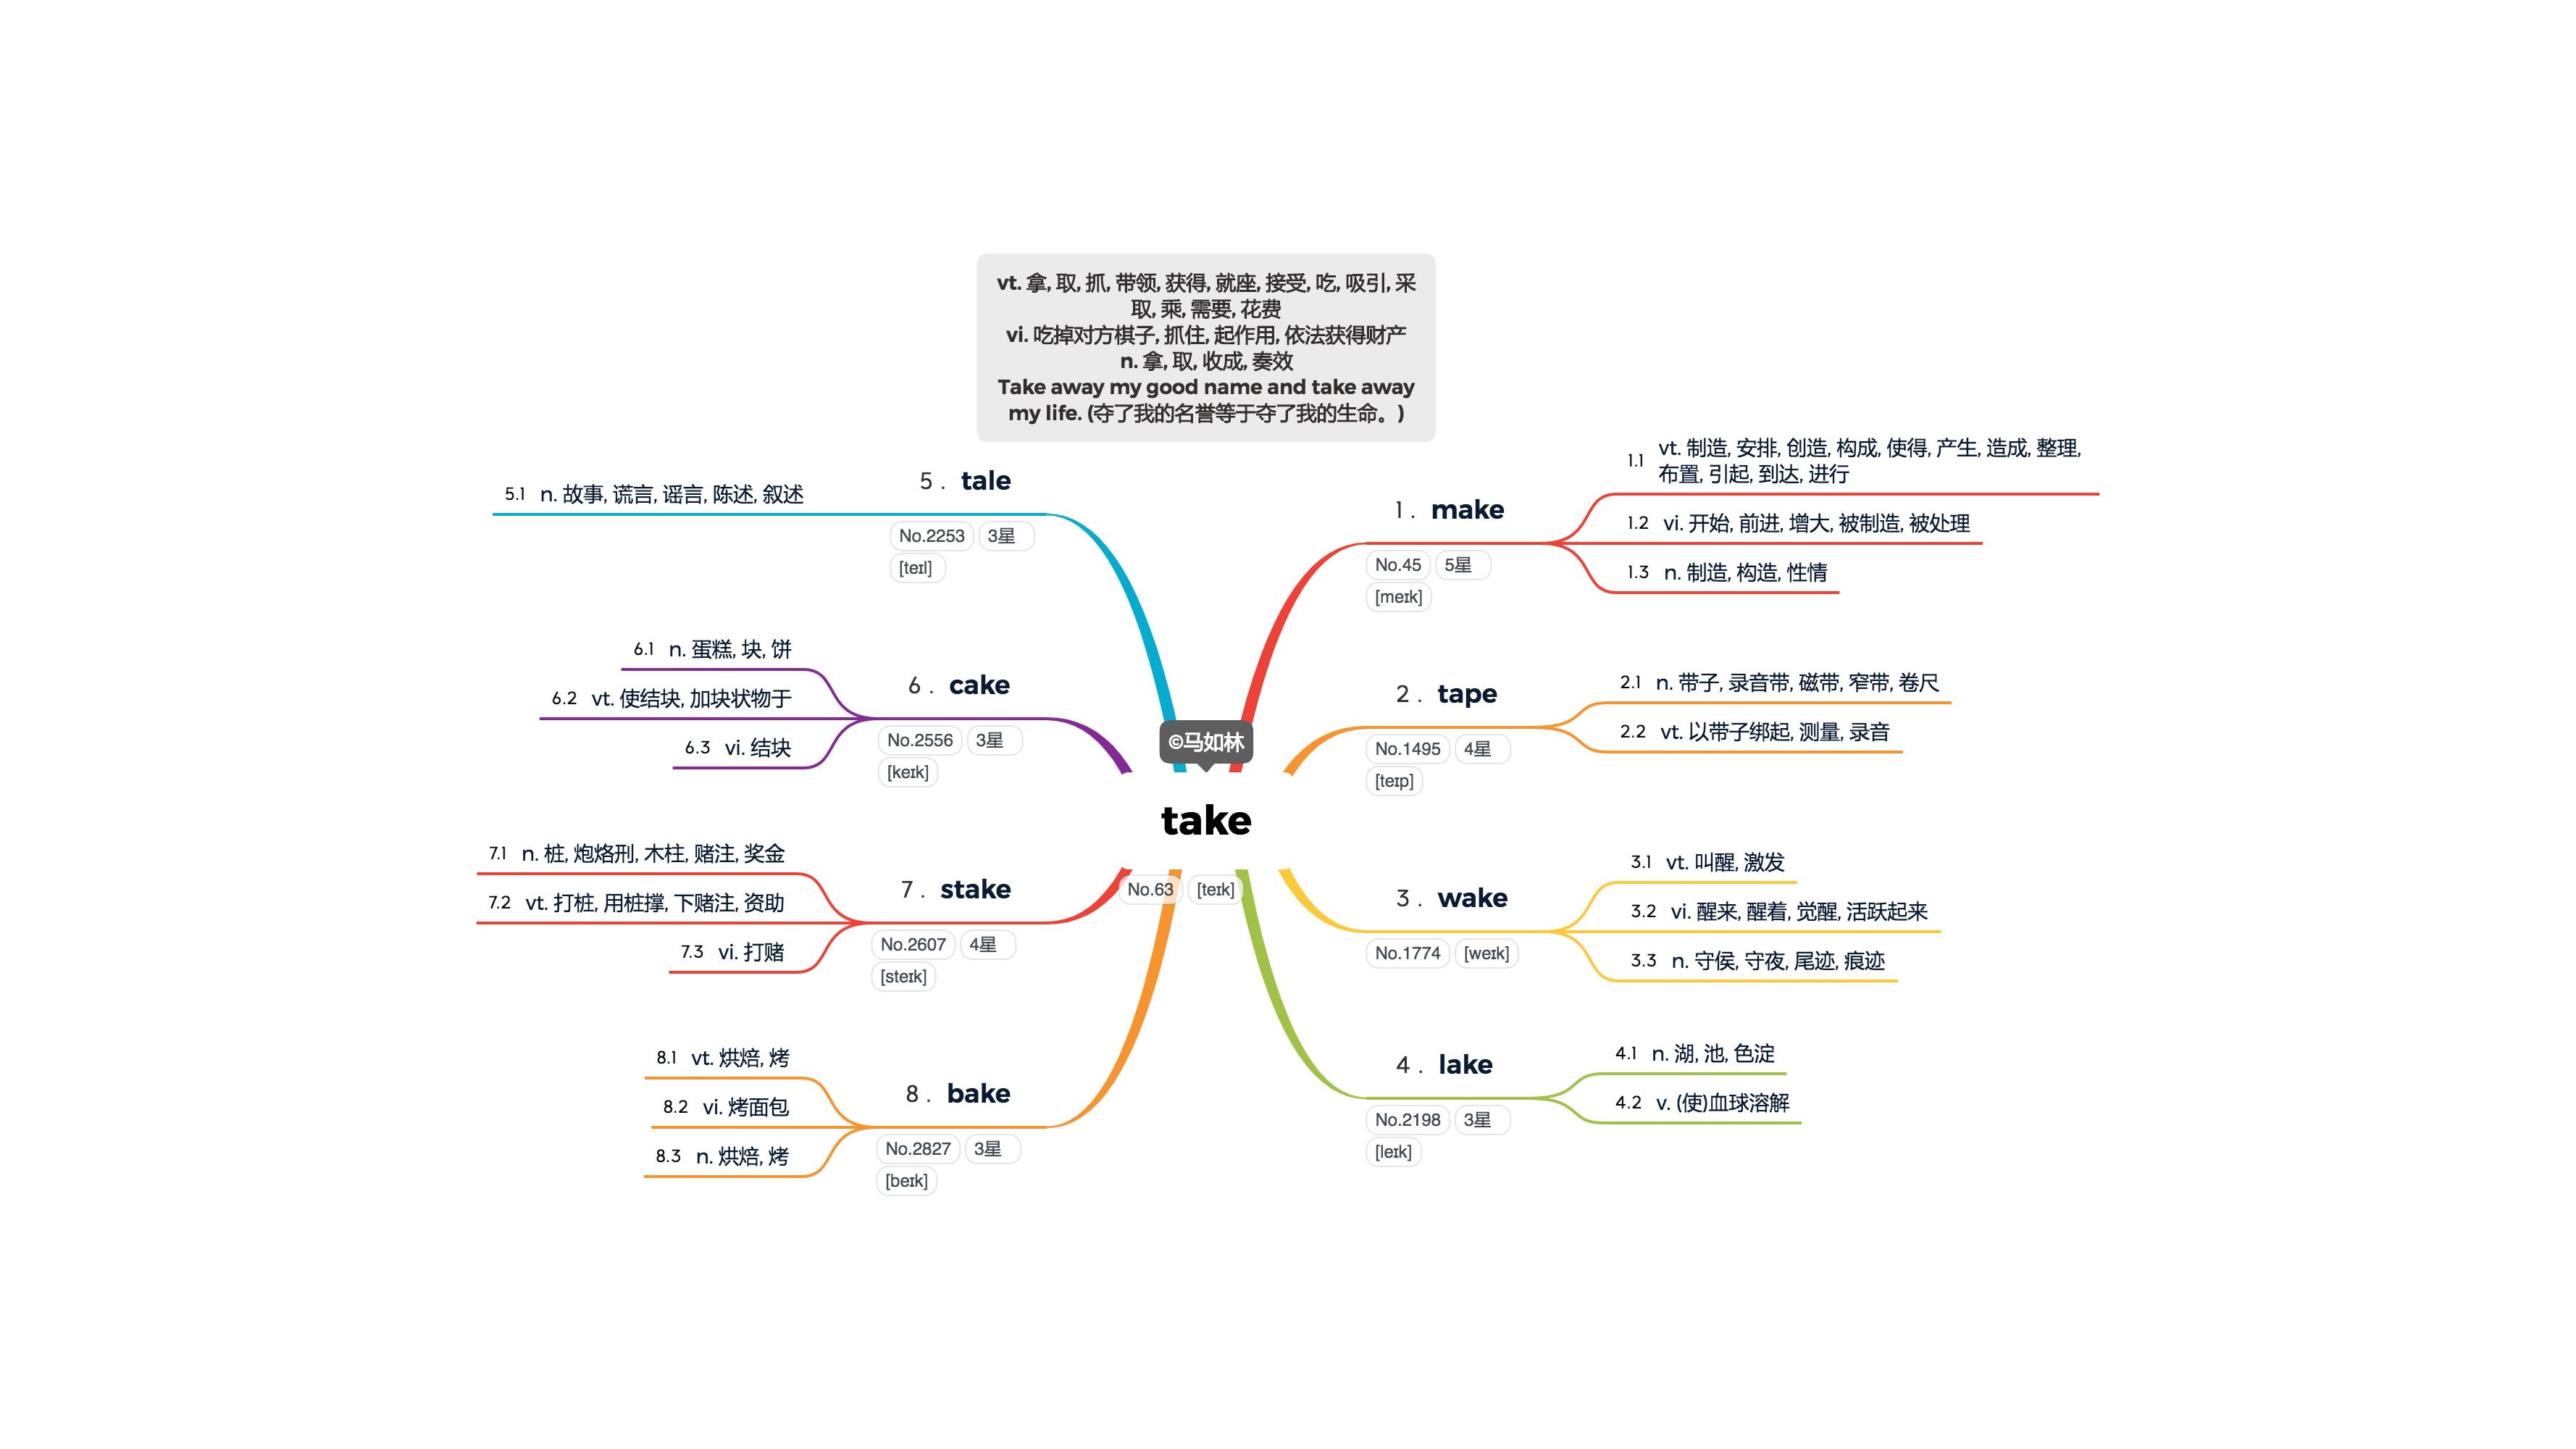 vt. 拿, 取, 抓, 带领, 获得, 就座, 接受, 吃, 吸引, 采
取, 乘, 需要, 花费
vi. 吃掉对方棋子, 抓住, 起作用, 依法获得财产
n. 拿, 取, 收成, 奏效
Take away my good name and take away
my life. (夺了我的名誉等于夺了我的生命。)
©马如林
take
No.63 [teɪk]
1. make
No.45 5星
[meɪk]
1.1 vt. 制造, 安排, 创造, 构成, 使得, 产生, 造成, 整理,
布置, 引起, 到达, 进行
1.2 vi. 开始, 前进, 增大, 被制造, 被处理
1.3 n. 制造, 构造, 性情
2. tape
No.1495 4星
[teɪp]
2.1 n. 带子, 录音带, 磁带, 窄带, 卷尺
2.2 vt. 以带子绑起, 测量, 录音
3. wake
No.1774 [weɪk]
3.1 vt. 叫醒, 激发
3.2 vi. 醒来, 醒着, 觉醒, 活跃起来
3.3 n. 守侯, 守夜, 尾迹, 痕迹
4. lake
No.2198 3星
[leɪk]
4.1 n. 湖, 池, 色淀
4.2 v. (使)血球溶解
5. tale
No.2253 3星
[teɪl]
5.1 n. 故事, 谎言, 谣言, 陈述, 叙述
6. cake
No.2556 3星
[keɪk]
6.1 n. 蛋糕, 块, 饼
6.2 vt. 使结块, 加块状物于
6.3 vi. 结块
7. stake
No.2607 4星
[steɪk]
7.1 n. 桩, 炮烙刑, 木柱, 赌注, 奖金
7.2 vt. 打桩, 用桩撑, 下赌注, 资助
7.3 vi. 打赌
8. bake
No.2827 3星
[beɪk]
8.1 vt. 烘焙, 烤
8.2 vi. 烤面包
8.3 n. 烘焙, 烤